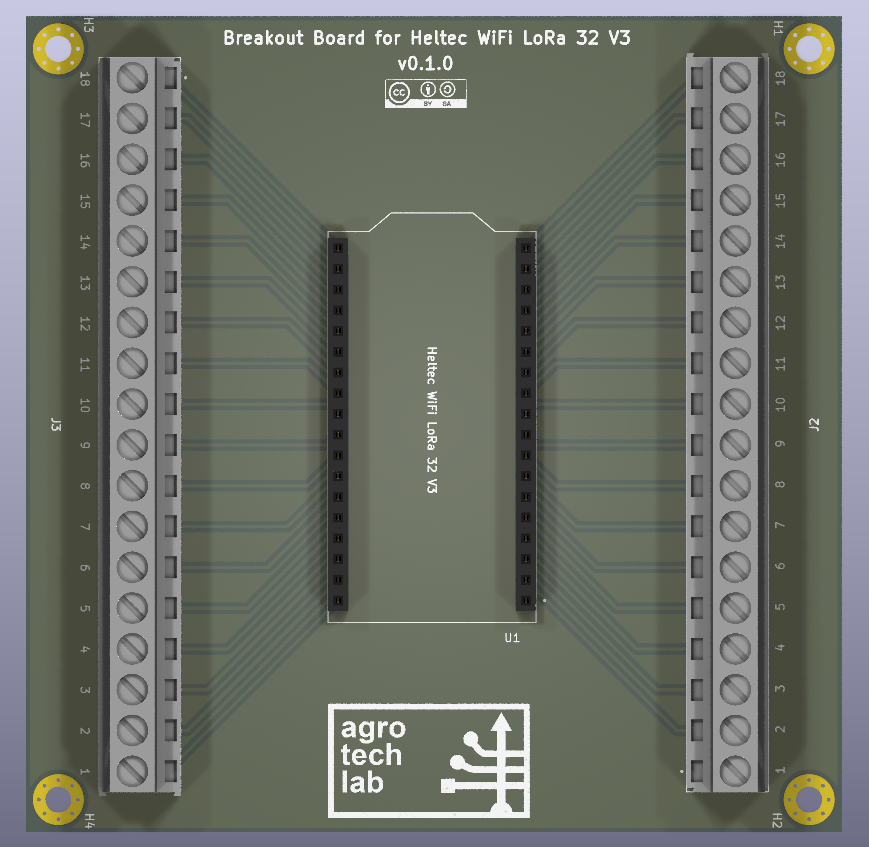 Breakout Board for Heltec WiFi LoRa 32 V3
v0.1.0
CC BY SA
H3
H1
18
17
16
15
14
13
12
11
10
9
8
7
6
5
4
3
2
1
J3
Heltec WiFi LoRa 32 V3
U1
18
17
16
15
14
13
12
11
10
9
8
7
6
5
4
3
2
1
J2
H4
H2
agro
tech
lab